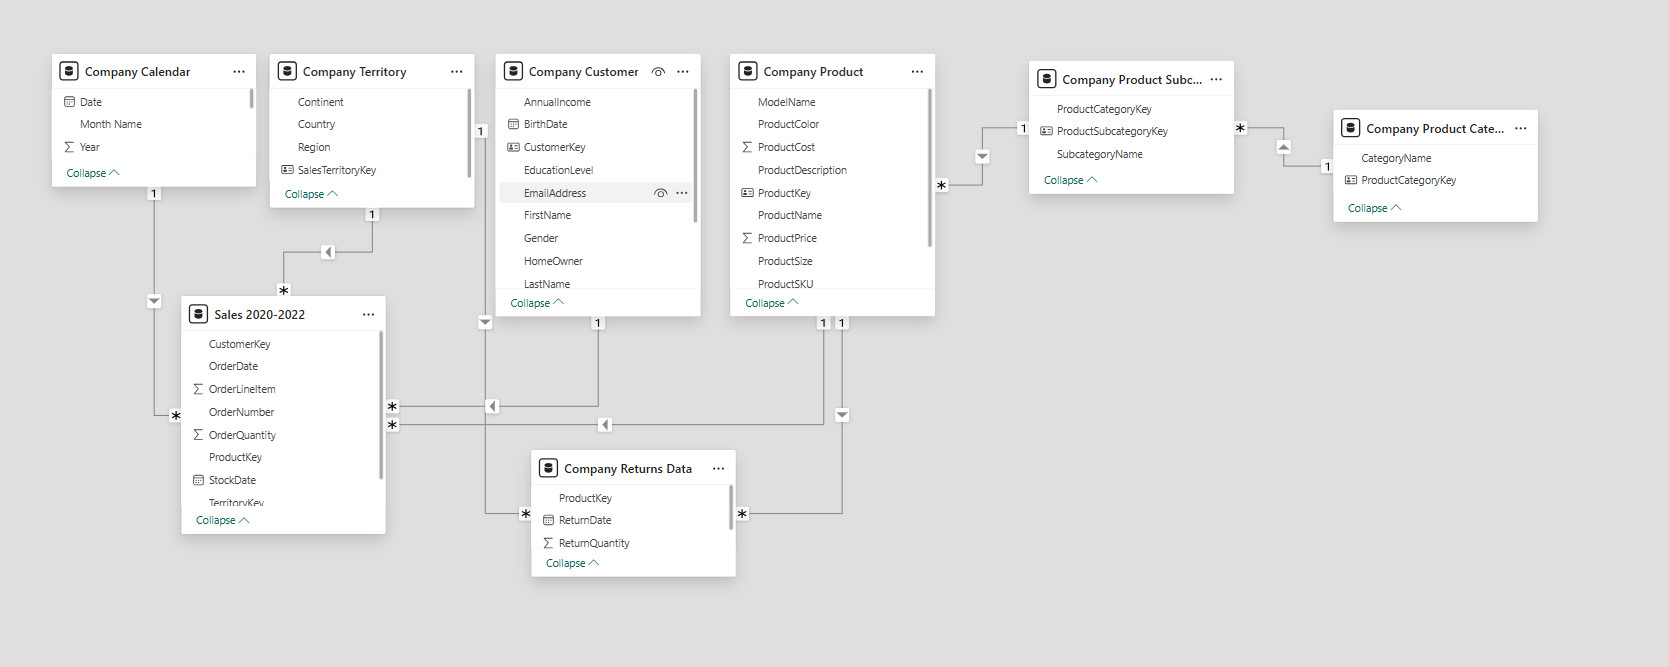 Company Calendar
Date
Month Name
Year
Collapse
1
Company Territory
Continent
Country
Region
SalesTerritoryKey
Collapse
1
1
Company Customer
AnnualIncome
BirthDate
CustomerKey
EducationLevel
EmailAddress
FirstName
Gender
HomeOwner
LastName
Collapse
1
Company Product
ModelName
ProductColor
ProductCost
ProductDescription
ProductKey
ProductName
ProductPrice
ProductSize
ProductSKU
Collapse
1
1
*
Company Product Subc...
ProductCategoryKey
ProductSubcategoryKey
SubcategoryName
Collapse
1
*
Company Product Cate...
CategoryName
ProductCategoryKey
Collapse
1
*
Sales 2020-2022
CustomerKey
OrderDate
OrderLineItem
OrderNumber
OrderQuantity
ProductKey
StockDate
TerritoryKey
Collapse
*
*
*
Company Returns Data
ProductKey
ReturnDate
ReturnQuantity
Collapse
*
*